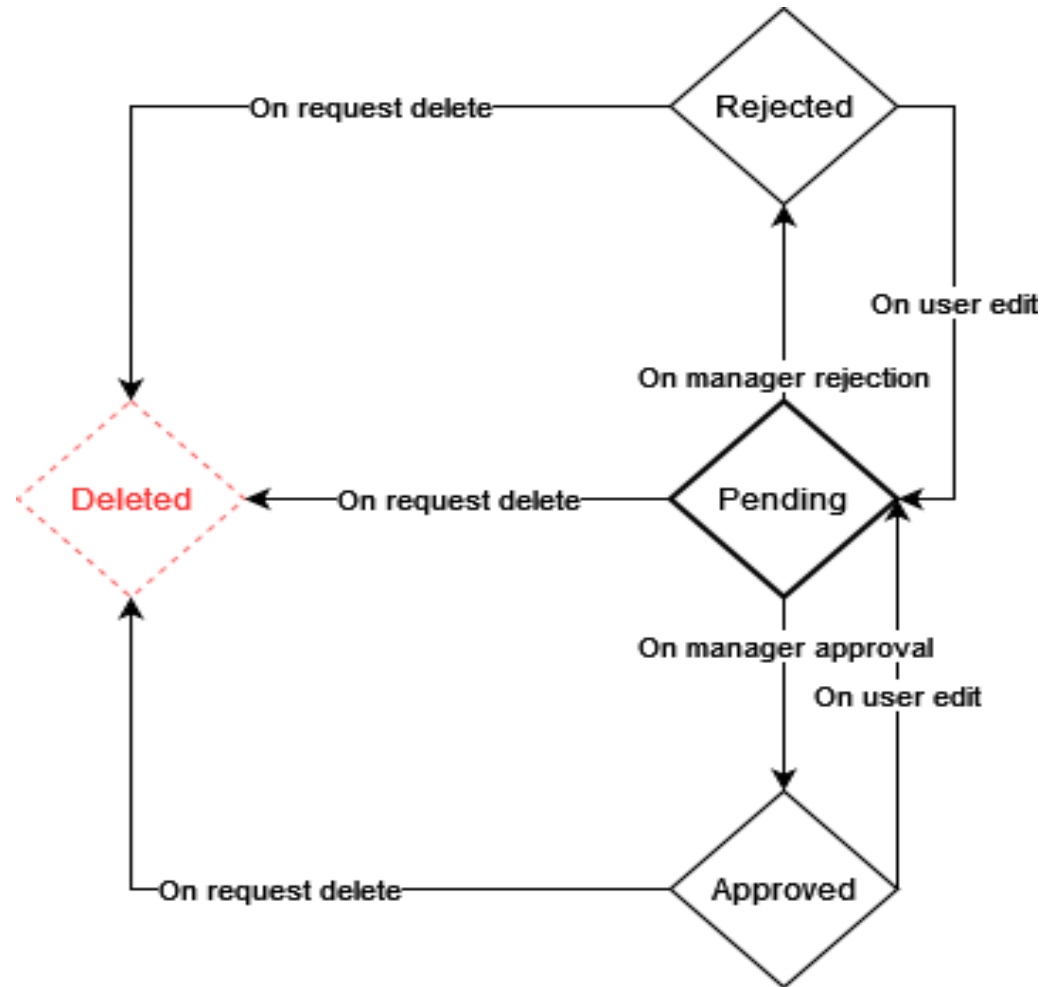 Rejected
On request delete
On user edit
On manager rejection
Deleted
On request delete
Pending
On manager approval
On user edit
On request delete
Approved